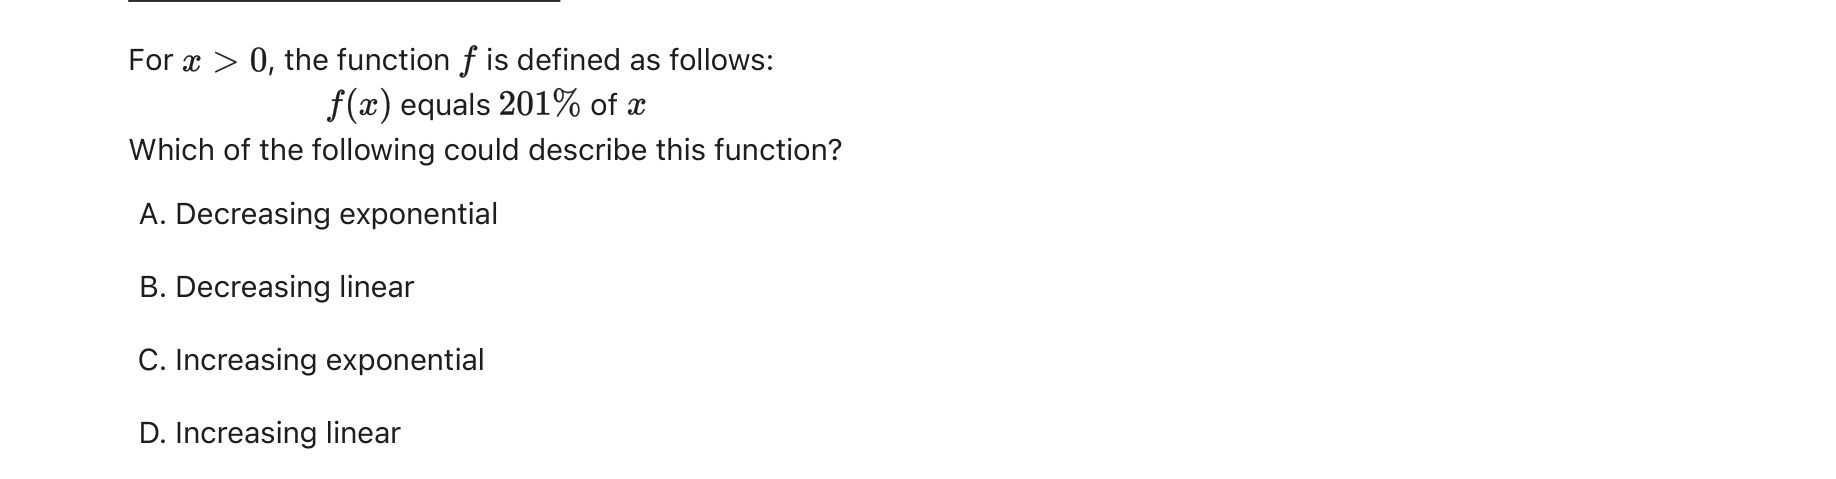 For x > 0, the function f is defined as follows:
f(x) equals 201% of x
Which of the following could describe this function?
A. Decreasing exponential
B. Decreasing linear
C. Increasing exponential
D. Increasing linear